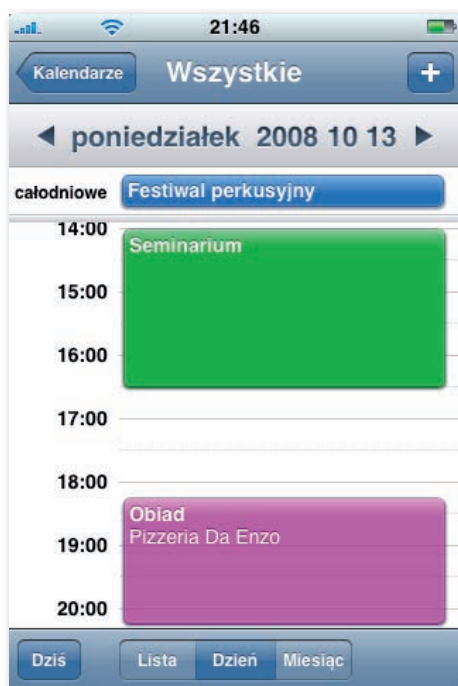 21:46
Kalendarze Wszystkie +
poniedziałek 2008 10 13
całodniowe Festiwal perkusyjny
14:00
Seminarium
15:00
16:00
17:00
18:00
Obiad
Pizzeria Da Enzo
19:00
20:00
Dziś Lista Dzień Miesiąc